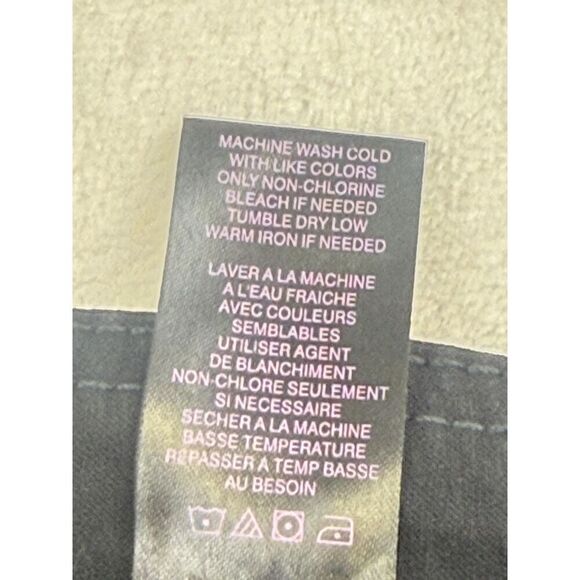 MACHINE WASH COLD
WITH LIKE COLORS
ONLY NON-CHLORINE
BLEACH IF NEEDED
TUMBLE DRY LOW
WARM IRON IF NEEDED
LAVER A LA MACHINE
A L'EAU FRAICHE
AVEC COULEURS
SEMBLABLES
UTILISER AGENT
DE BLANCHIMENT
NON-CHLORE SEULEMENT
SI NECESSAIRE
SECHER A LA MACHINE
BASSE TEMPERATURE
REPASSER A TEMP BASSE
AU BESOIN